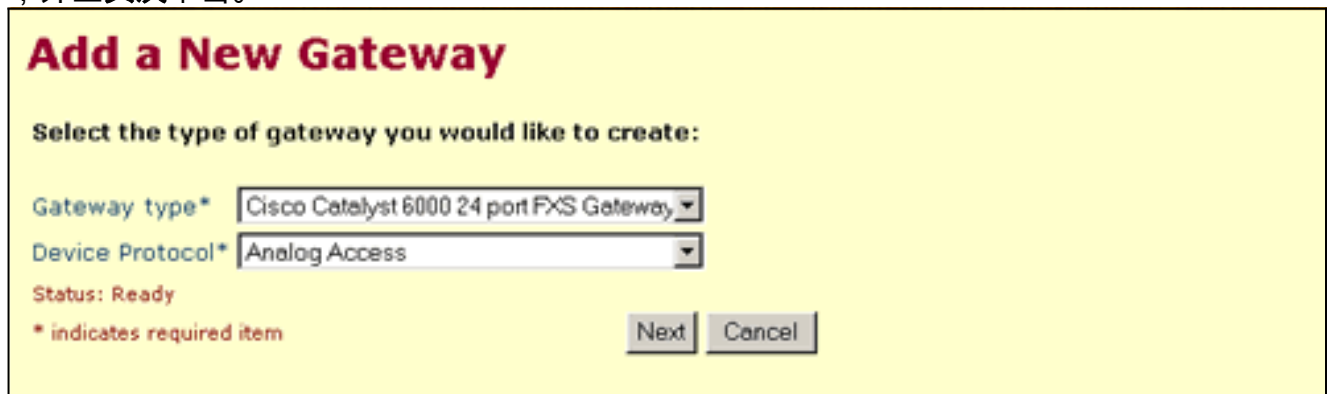 Add a New Gateway
Select the type of gateway you would like to create:
Gateway type* Cisco Catalyst 6000 24 port FXS Gateway
Device Protocol* Analog Access
Status: Ready
* indicates required item Next Cancel